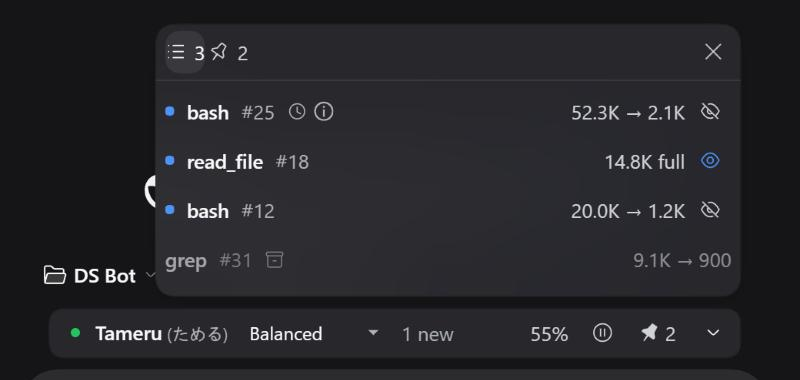 3 2
bash #25 52.3K → 2.1K
read_file #18 14.8K full
bash #12 20.0K → 1.2K
grep #31 9.1K → 900
DS Bot
Tameru (ためる) Balanced 1 new 55% 2